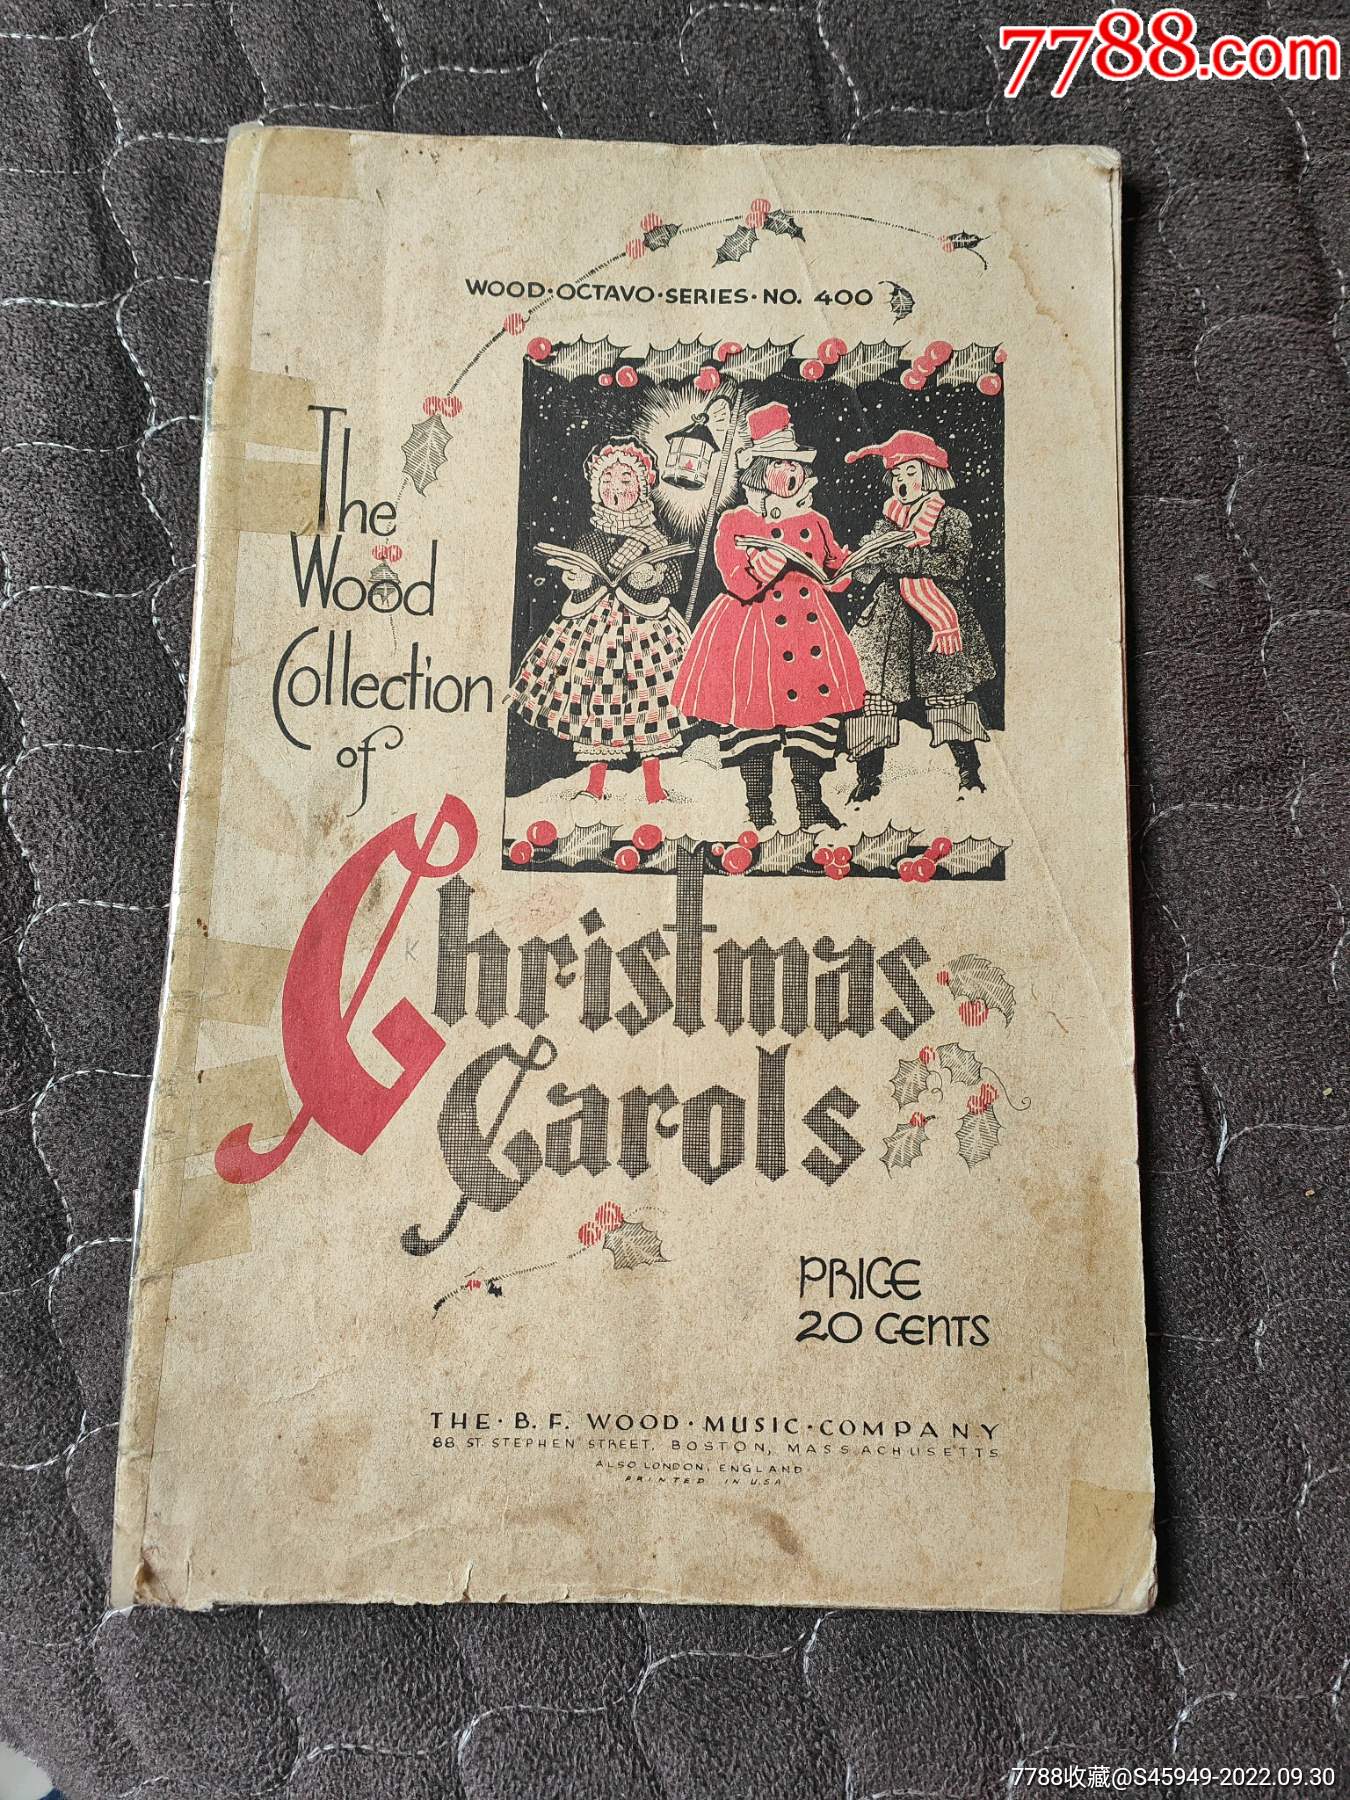 7788.com
WOOD·OCTAVO·SERIES·NO. 400
The
Wood
Collection
of
Christmas
Carols
PRICE
20 CENTS
THE·B. F. WOOD·MUSIC·COMPANY
88 ST. STEPHEN STREET, BOSTON, MASSACHUSETTS
ALSO LONDON, ENGLAND
PRINTED IN U.S.A
K
7788收藏@S45949-2022.09.30